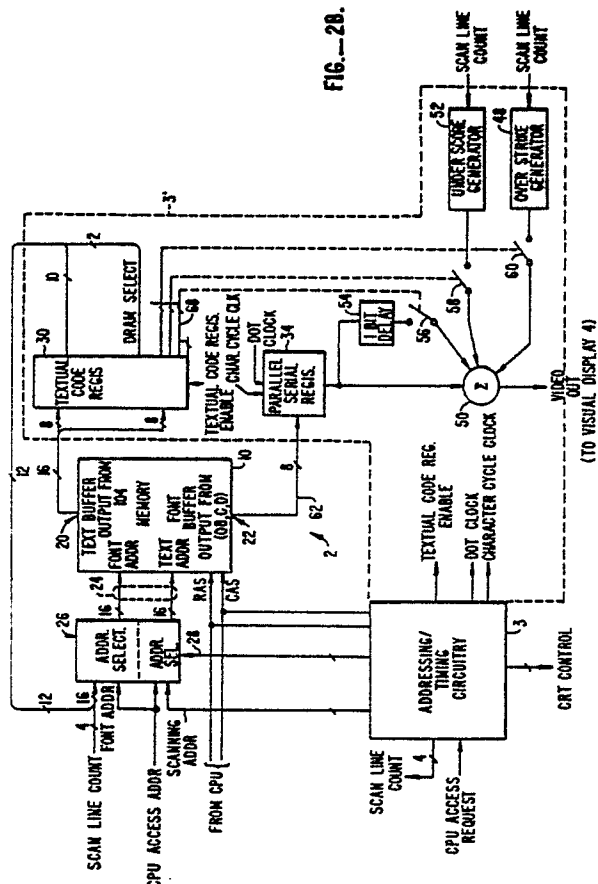 FIG._2B.
SCAN LINE COUNT
FONT ADDR
CPU ACCESS ADDR
SCANNING ADDR
FROM CPU
12
4
16
26
ADDR. SELECT.
ADDR. SEL.
28
24
16
16
RAS
CAS
20
TEXT BUFFER
OUTPUT FROM
104
FONT
ADDR
MEMORY
TEXT
ADDR
FONT
BUFFER
OUTPUT FROM
(OB,C,D)
10
22
2
62
8
12
16
8
8
30
TEXTUAL
CODE
REGIS
10
2
DRAM SELECT
68
3'
TEXTUAL CODE REGIS.
ENABLE
CHAR. CYCLE CLK
DOT
CLOCK
34
PARALLEL
SERIAL
REGIS.
54
1 BIT
DELAY
56
58
60
52
UNDER SCORE
GENERATOR
SCAN LINE
COUNT
48
OVER STRIKE
GENERATOR
SCAN LINE
COUNT
Σ
50
VIDEO
OUT
(TO VISUAL DISPLAY 4)
SCAN LINE
COUNT
4
CPU ACCESS
REQUEST
ADDRESSING/
TIMING
CIRCUITRY
3
TEXTUAL CODE REG.
ENABLE
DOT CLOCK
CHARACTER CYCLE CLOCK
CRT CONTROL